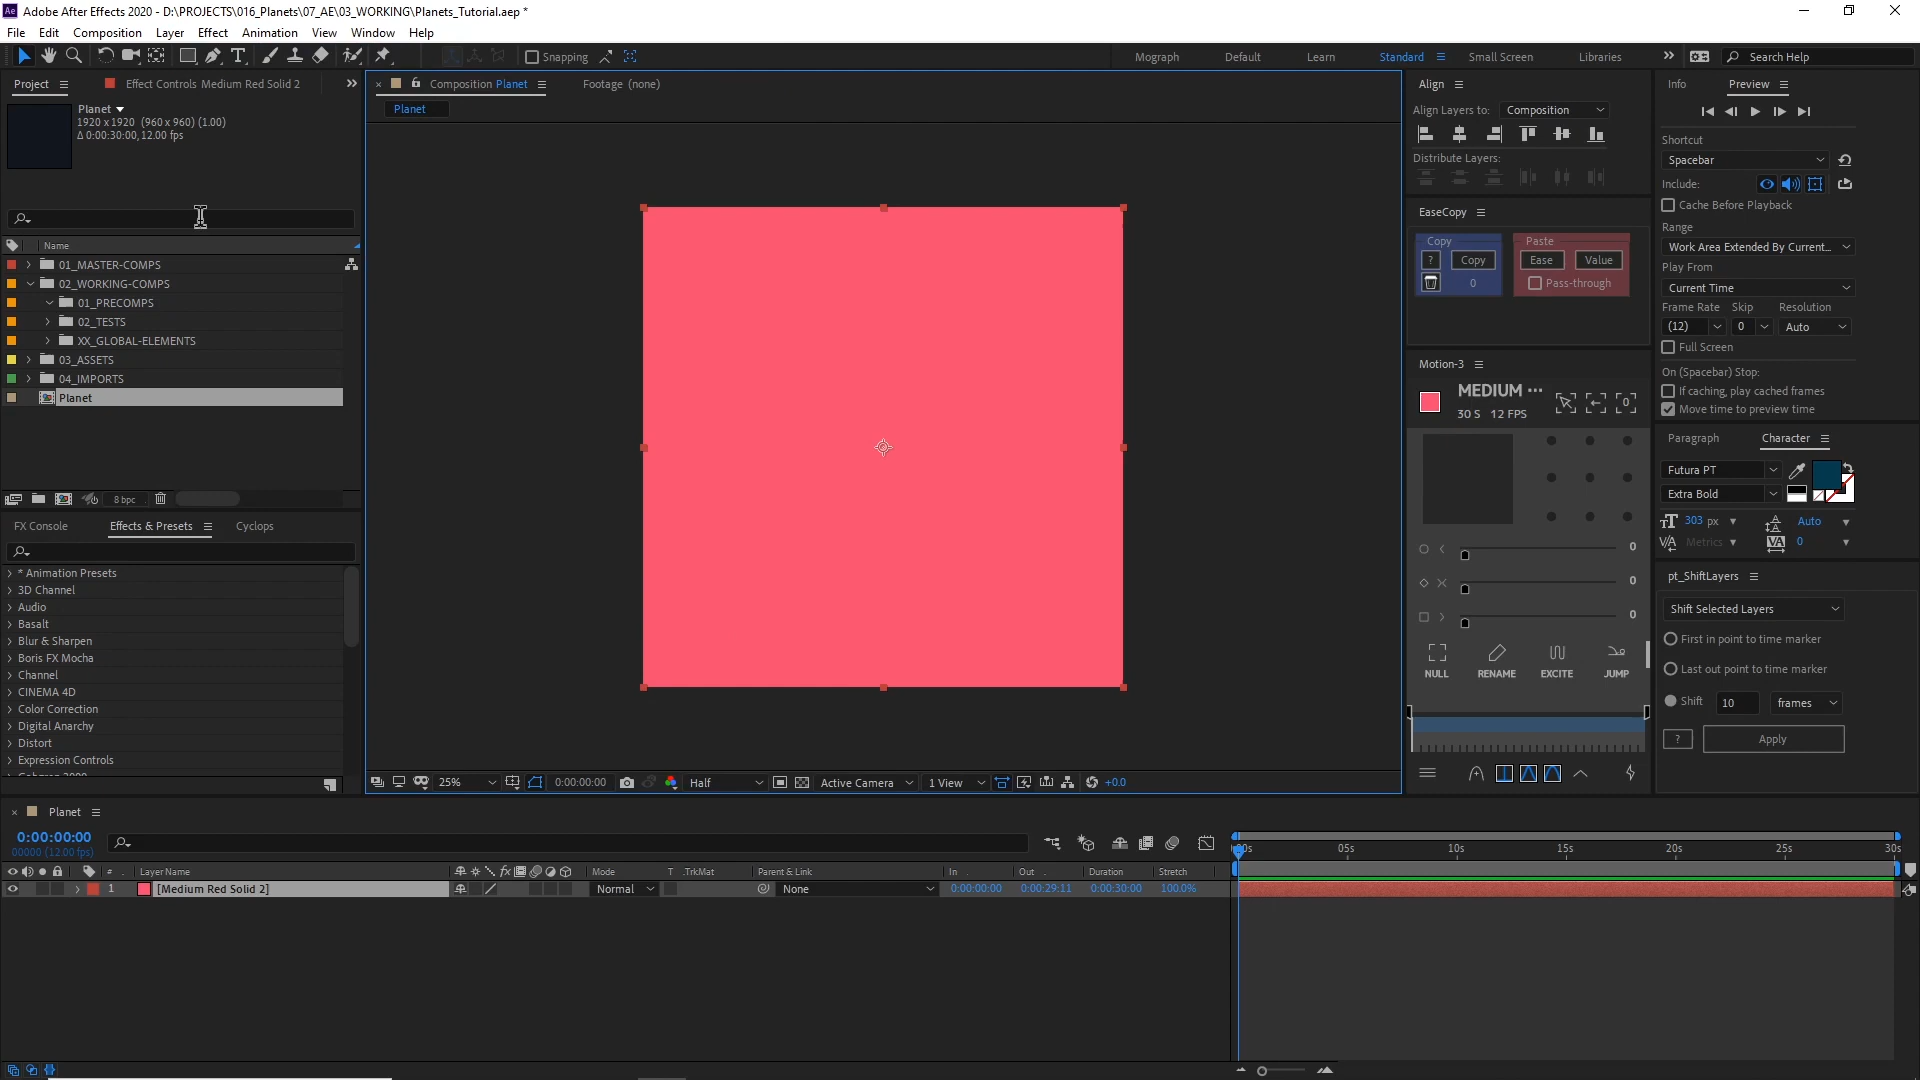 Adobe After Effects 2020 - D:\PROJECTS\016_Planets\07_AE\03_WORKING\Planets_Tutorial.aep *
File Edit Composition Layer Effect Animation View Window Help
Snapping
Mograph Default Learn Standard Small Screen Libraries Search Help
Project Effect Controls Medium Red Solid 2
Planet
1920 x 1920 (960 x 960) (1.00)
Δ 0:00:30:00, 12.00 fps
Name
01_MASTER-COMPS
02_WORKING-COMPS
01_PRECOMPS
02_TESTS
XX_GLOBAL-ELEMENTS
03_ASSETS
04_IMPORTS
Planet
8 bpc
FX Console Effects & Presets Cyclops
* Animation Presets
3D Channel
Audio
Basalt
Blur & Sharpen
Boris FX Mocha
Channel
CINEMA 4D
Color Correction
Digital Anarchy
Distort
Expression Controls
Composition Planet Footage (none)
Planet
25% 0:00:00:00 Half Active Camera 1 View +0.0
Align
Align Layers to: Composition
Distribute Layers:
EaseCopy
Copy Paste
? Copy Ease Value
0 Pass-through
Motion-3
MEDIUM ···
30 S 12 FPS
0
0
0
NULL RENAME EXCITE JUMP
Info Preview
Shortcut
Spacebar
Include:
Cache Before Playback
Range
Work Area Extended By Current...
Play From
Current Time
Frame Rate Skip Resolution
(12) 0 Auto
Full Screen
On (Spacebar) Stop:
If caching, play cached frames
Move time to preview time
Paragraph Character
Futura PT
Extra Bold
303 px Auto
Metrics 0
pt_ShiftLayers
Shift Selected Layers
First in point to time marker
Last out point to time marker
Shift 10 frames
? Apply
Planet
0:00:00:00
00000 (12.00 fps)
# Layer Name Mode T .TrkMat Parent & Link In Out Duration Stretch
1 [Medium Red Solid 2] Normal None 0:00:00:00 0:00:29:11 0:00:30:00 100.0%
05s 10s 15s 20s 25s 30s